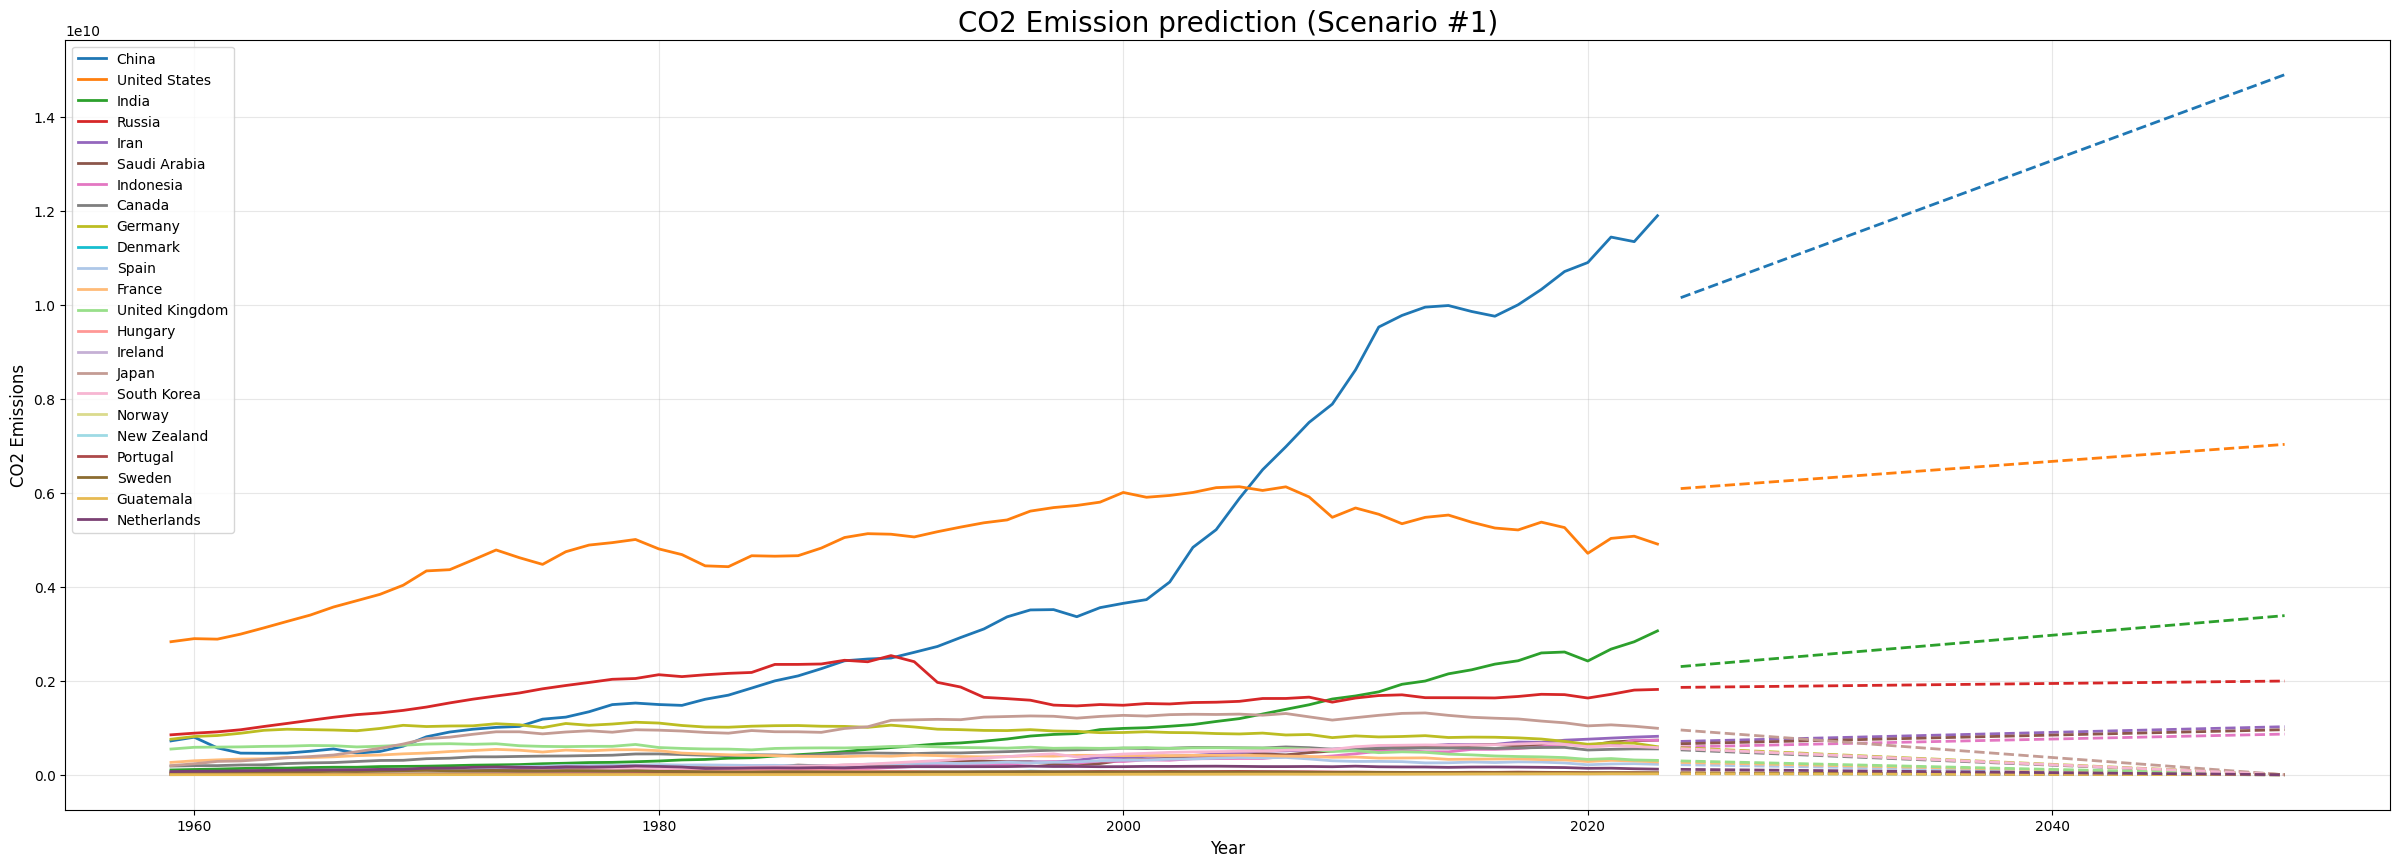 CO2 Emission prediction (Scenario #1)
1e10
China
United States
India
Russia
Iran
Saudi Arabia
Indonesia
Canada
Germany
Denmark
Spain
France
United Kingdom
Hungary
Ireland
Japan
South Korea
Norway
New Zealand
Portugal
Sweden
Guatemala
Netherlands
CO2 Emissions
1.4
1.2
1.0
0.8
0.6
0.4
0.2
0.0
1960
1980
2000
2020
2040
Year